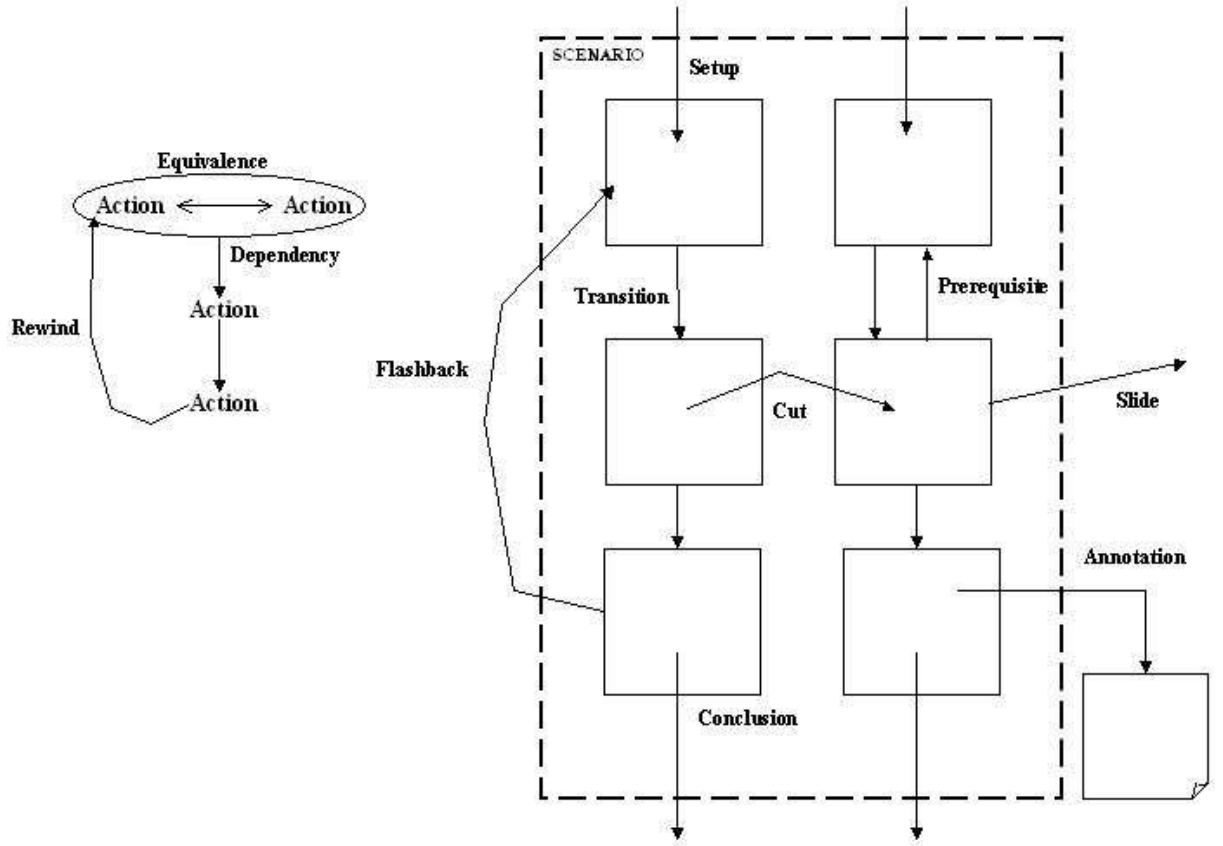 SCENARIO
Setup
Equivalence
Action Action
Dependency
Action
Rewind
Action
Transition
Prerequisite
Flashback
Cut
Slide
Annotation
Conclusion